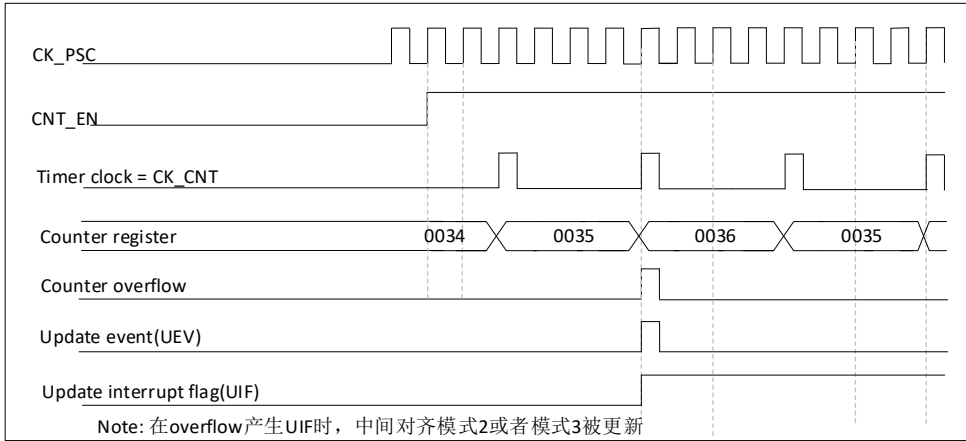 CK_PSC
CNT_EN
Timer clock = CK_CNT
Counter register 0034 0035 0036 0035
Counter overflow
Update event(UEV)
Update interrupt flag(UIF)
Note: 在overflow产生UIF时，中间对齐模式2或者模式3被更新